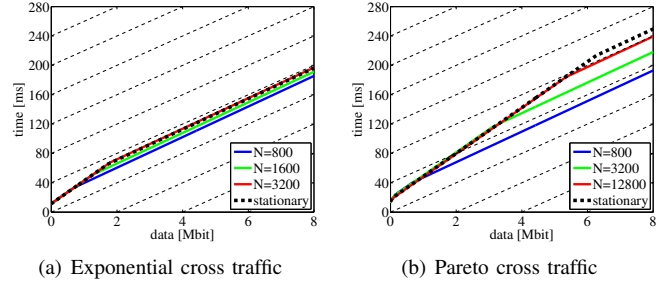 280
240
200
160
120
80
40
0
time [ms]
0 2 4 6 8
data [Mbit]
N=800
N=1600
N=3200
stationary
(a) Exponential cross traffic
280
240
200
160
120
80
40
0
time [ms]
0 2 4 6 8
data [Mbit]
N=800
N=3200
N=12800
stationary
(b) Pareto cross traffic